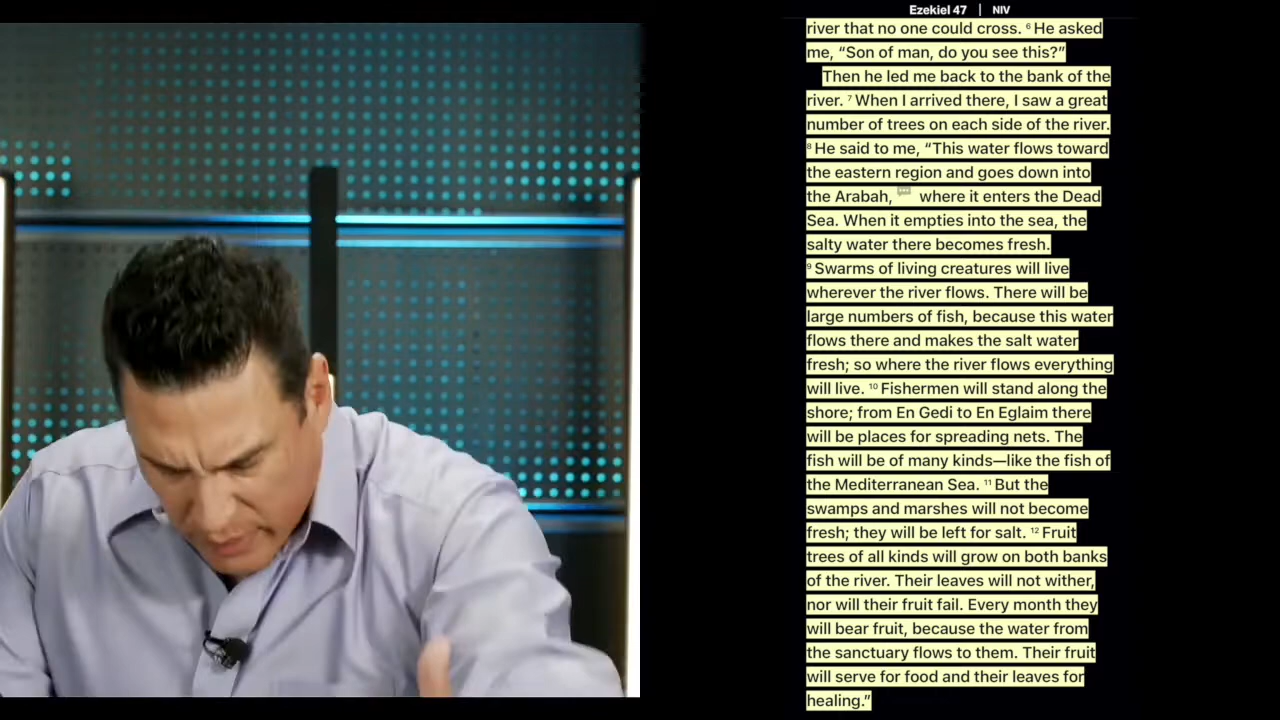 Ezekiel 47 | NIV
river that no one could cross. 6 He asked
me, “Son of man, do you see this?”
Then he led me back to the bank of the
river. 7 When I arrived there, I saw a great
number of trees on each side of the river.
8 He said to me, “This water flows toward
the eastern region and goes down into
the Arabah, where it enters the Dead
Sea. When it empties into the sea, the
salty water there becomes fresh.
9 Swarms of living creatures will live
wherever the river flows. There will be
large numbers of fish, because this water
flows there and makes the salt water
fresh; so where the river flows everything
will live. 10 Fishermen will stand along the
shore; from En Gedi to En Eglaim there
will be places for spreading nets. The
fish will be of many kinds—like the fish of
the Mediterranean Sea. 11 But the
swamps and marshes will not become
fresh; they will be left for salt. 12 Fruit
trees of all kinds will grow on both banks
of the river. Their leaves will not wither,
nor will their fruit fail. Every month they
will bear fruit, because the water from
the sanctuary flows to them. Their fruit
will serve for food and their leaves for
healing.”